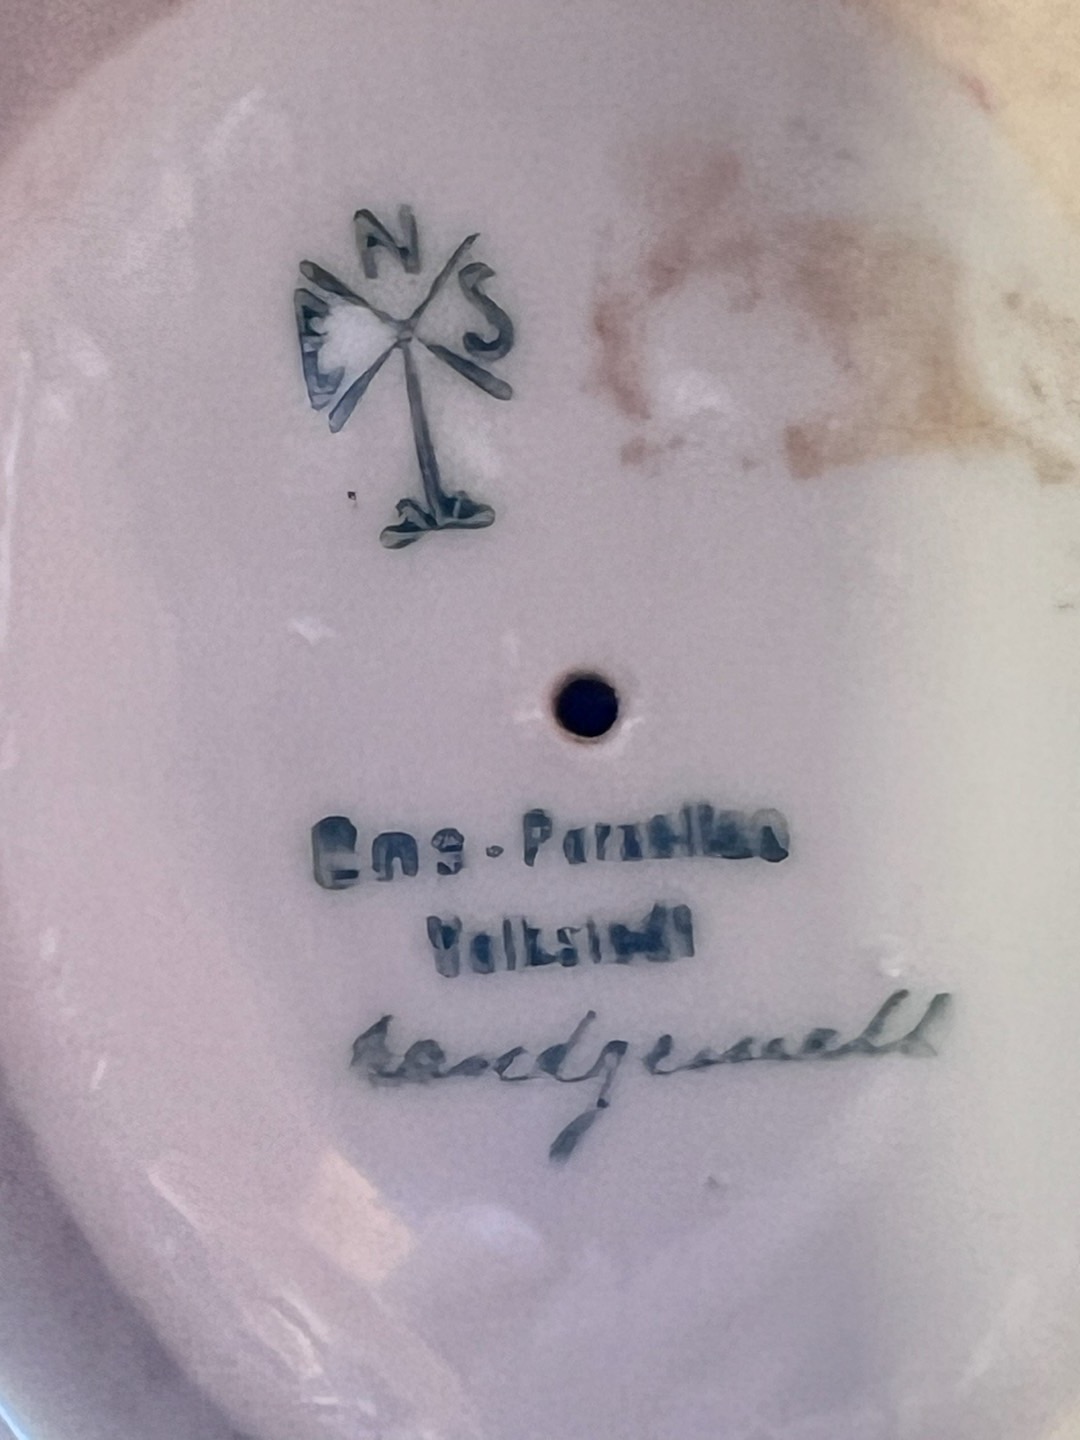 N
E S
Ens-Porzellan
Volkstedt
handgemalt